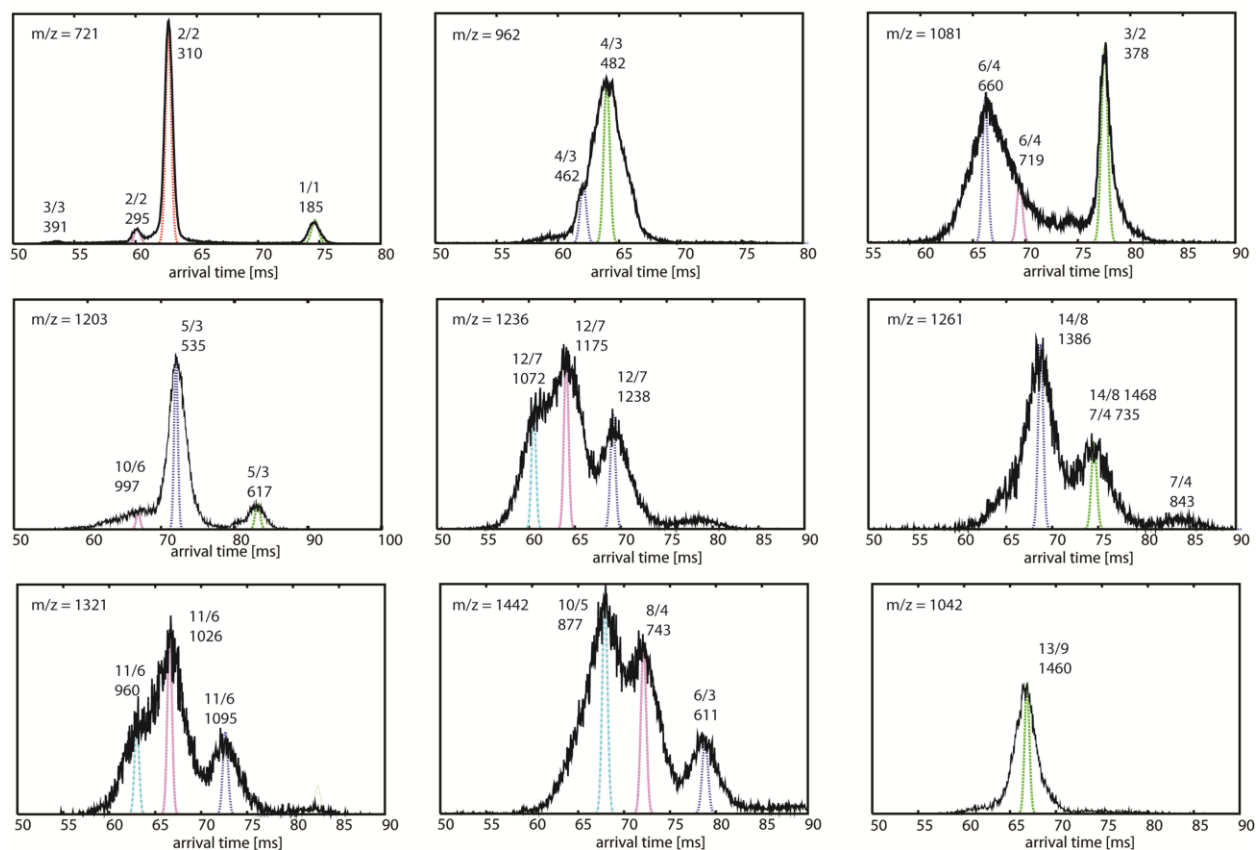 m/z = 721
2/2
310
3/3
391
2/2
295
1/1
185
50 55 60 65 70 75 80
arrival time [ms]
m/z = 962
4/3
482
4/3
462
50 55 60 65 70 75 80
arrival time [ms]
m/z = 1081
6/4
660
6/4
719
3/2
378
55 60 65 70 75 80 85 90
arrival time [ms]
m/z = 1203
5/3
535
10/6
997
5/3
617
50 60 70 80 90 100
arrival time [ms]
m/z = 1236
12/7
1072
12/7
1175
12/7
1238
50 55 60 65 70 75 80 85 90
arrival time [ms]
m/z = 1261
14/8
1386
14/8 1468
7/4 735
7/4
843
50 55 60 65 70 75 80 85 90
arrival time [ms]
m/z = 1321
11/6
1026
11/6
960
11/6
1095
50 55 60 65 70 75 80 85 90
arrival time [ms]
m/z = 1442
10/5
877
8/4
743
6/3
611
50 55 60 65 70 75 80 85 90
arrival time [ms]
m/z = 1042
13/9
1460
50 55 60 65 70 75 80 85 90
arrival time [ms]